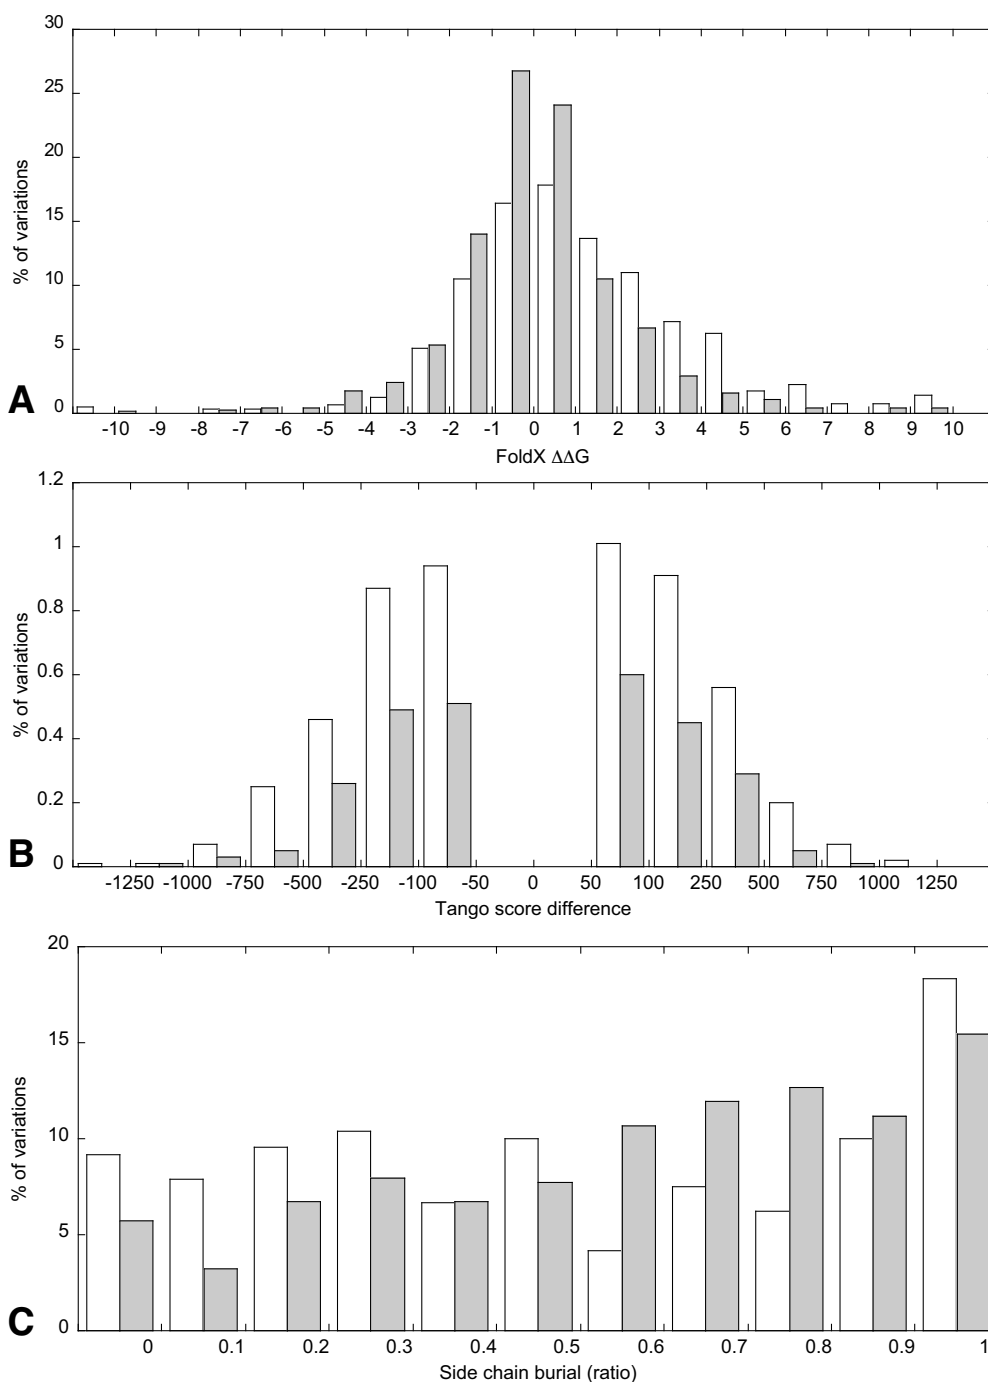 30
25
20
15
10
5
0
% of variations
A
-10 -9 -8 -7 -6 -5 -4 -3 -2 -1 0 1 2 3 4 5 6 7 8 9 10
FoldX ΔΔG
1.2
1
0.8
0.6
0.4
0.2
0
% of variations
B
-1250 -1000 -750 -500 -250 -100 -50 0 50 100 250 500 750 1000 1250
Tango score difference
20
15
10
5
0
% of variations
C
0 0.1 0.2 0.3 0.4 0.5 0.6 0.7 0.8 0.9 1
Side chain burial (ratio)